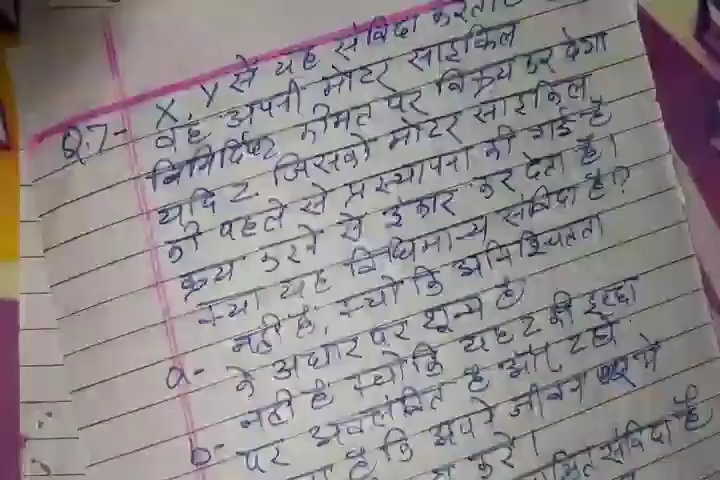 Q.7- X, Y से यह संविदा करता
वह अपनी मोटर साइकिल
विनिर्दिष्ट कीमत पर विक्रय कर देगा
यदि Z जिसको मोटर साइकिल
की पहले से प्रस्थापना की गई है
क्रय करने से इंकार कर देता है।
क्या यह विधिमान्य संविदा है?
a- नही है, क्यो कि अनिश्चितता
के आधार पर शून्य है
b- नही है क्योकि यह Z की इच्छा
पर अवलंबित है और
है कि अपने जीवन में
करे।
संविदा है